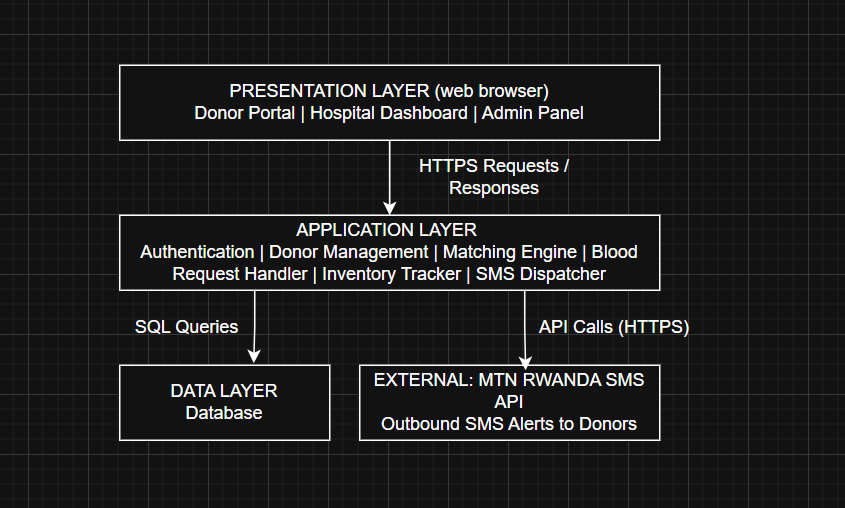 PRESENTATION LAYER (web browser)
Donor Portal | Hospital Dashboard | Admin Panel
HTTPS Requests /
Responses
APPLICATION LAYER
Authentication | Donor Management | Matching Engine | Blood
Request Handler | Inventory Tracker | SMS Dispatcher
SQL Queries
API Calls (HTTPS)
DATA LAYER
Database
EXTERNAL: MTN RWANDA SMS
API
Outbound SMS Alerts to Donors